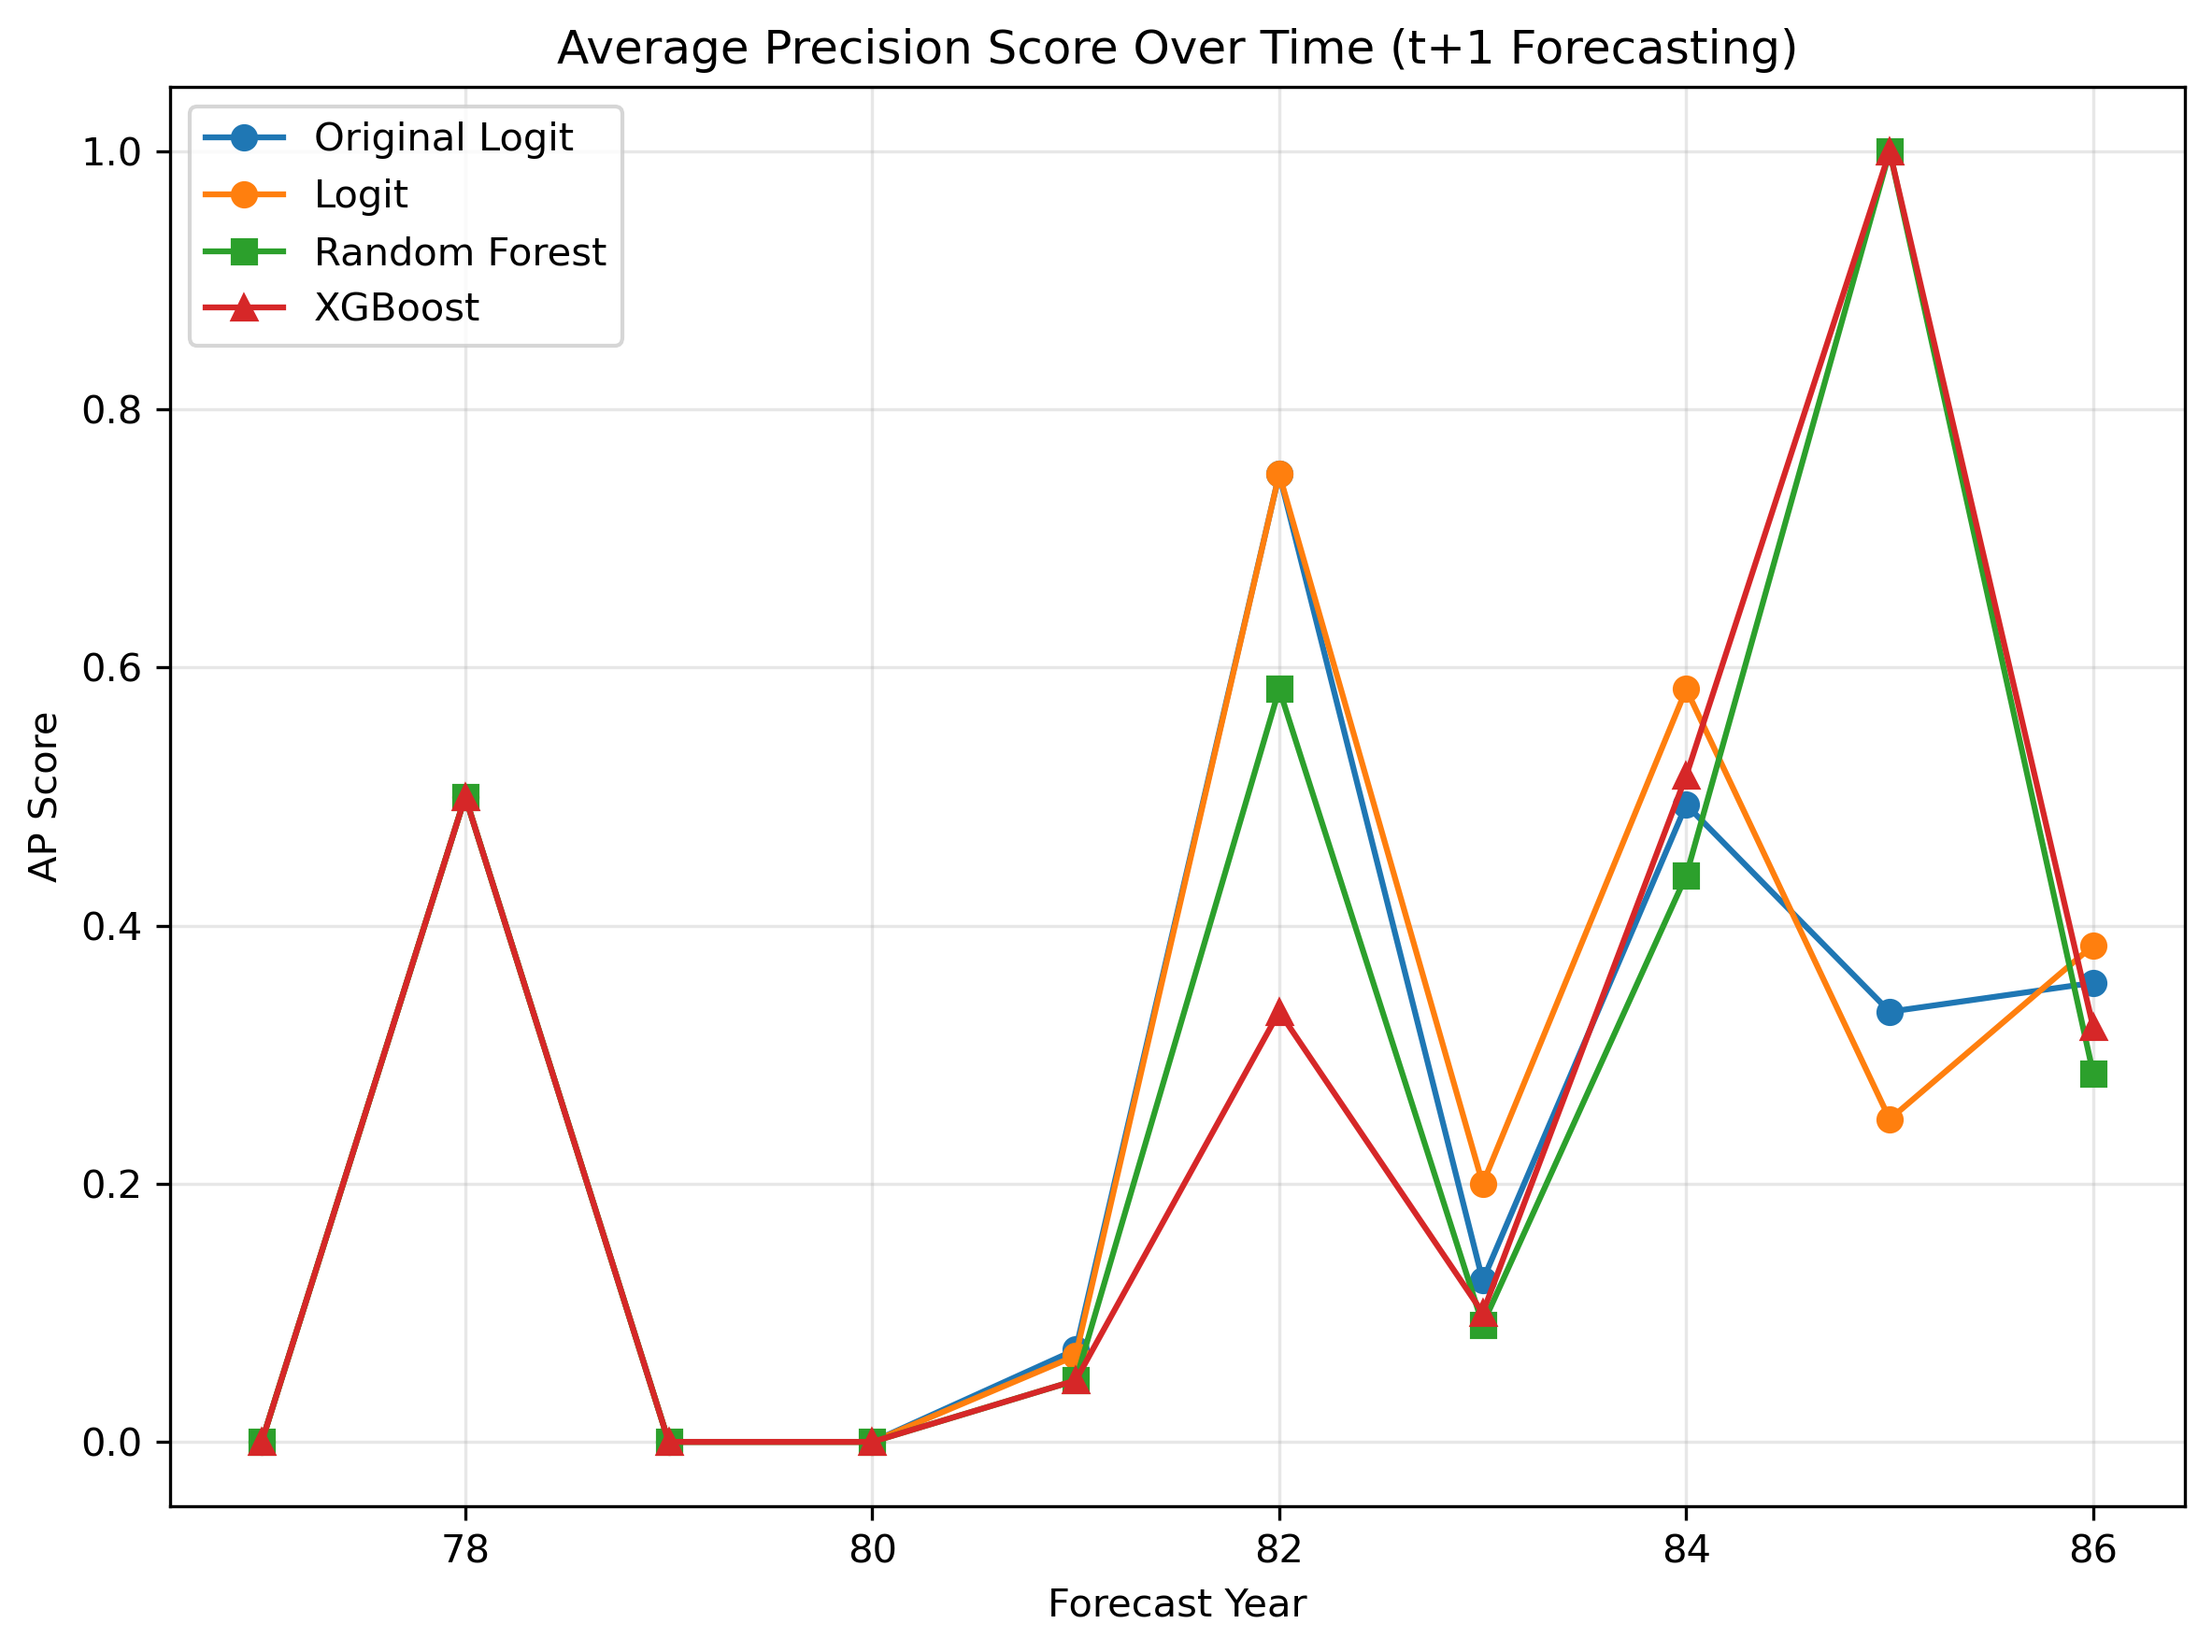 Average Precision Score Over Time (t+1 Forecasting)
Original Logit
Logit
Random Forest
XGBoost
1.0
0.8
0.6
0.4
0.2
0.0
AP Score
78 80 82 84 86
Forecast Year